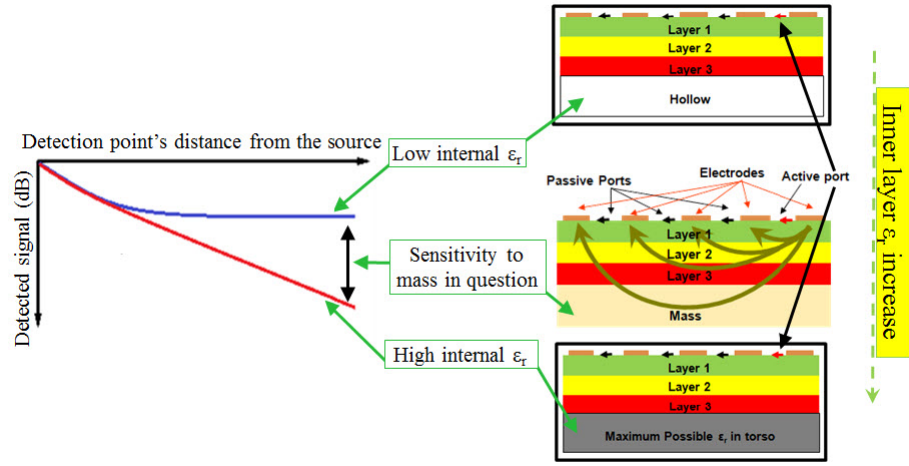 Layer 1
Layer 2
Layer 3
Hollow
Detection point's distance from the source
Detected signal (dB)
Low internal εr
Sensitivity to
mass in question
High internal εr
Passive Ports
Electrodes
Active port
Layer 1
Layer 2
Layer 3
Mass
Layer 1
Layer 2
Layer 3
Maximum Possible εr in torso
Inner layer εr increase